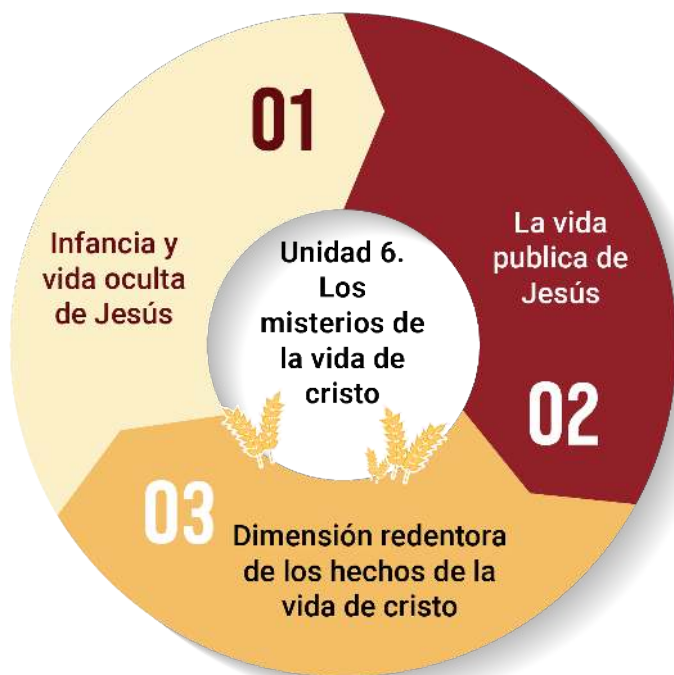 Unidad 6.
Los
misterios de
la vida de
cristo
01
Infancia y
vida oculta
de Jesús
La vida
publica de
Jesús
02
03
Dimensión redentora
de los hechos de la
vida de cristo